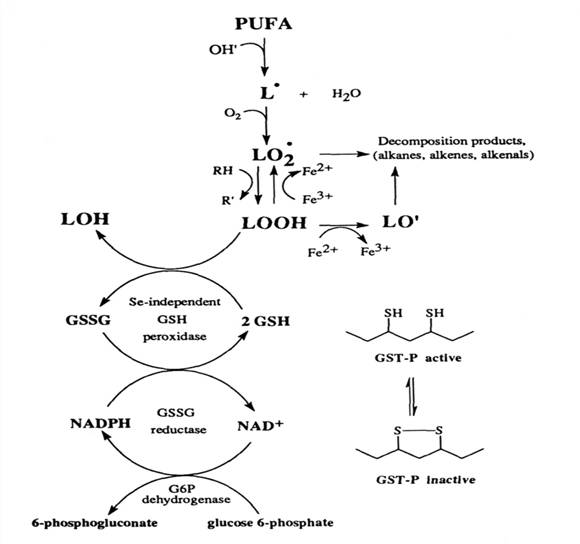 PUFA
OH'
L• + H₂O
O₂
LO₂•
Decomposition products,
(alkanes, alkenes, alkenals)
RH
Fe2+
R'
Fe3+
LOH
LOOH
LO'
Fe2+
Fe3+
Se-independent
GSSG
GSH
2 GSH
peroxidase
SH
SH
GST-P active
NADPH
GSSG
reductase
NAD+
S
S
GST-P inactive
G6P
dehydrogenase
6-phosphogluconate
glucose 6-phosphate